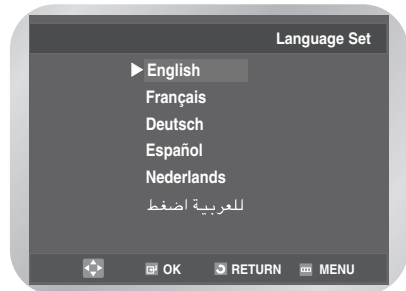 Language Set
English
Français
Deutsch
Español
Nederlands
للعربية اضغط
OK RETURN MENU